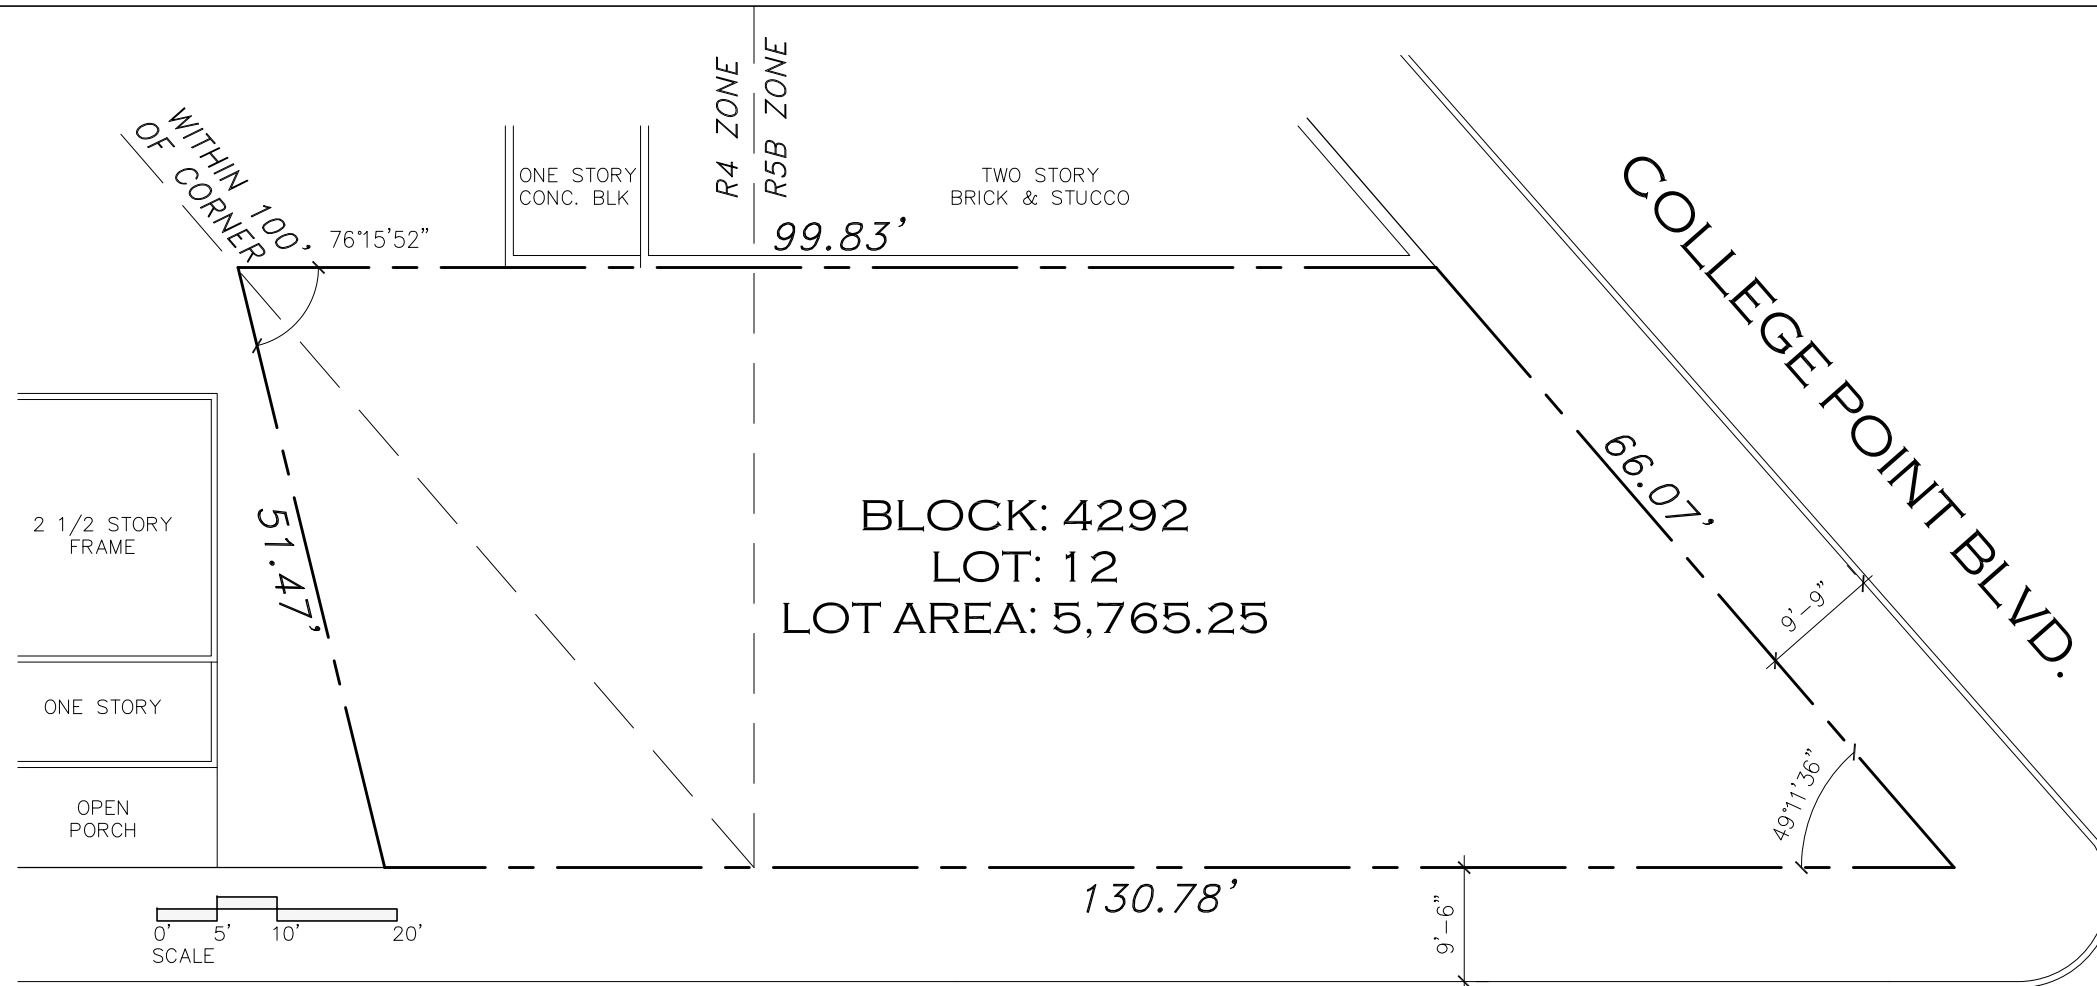 WITHIN 100'
OF CORNER
76°15'52"
ONE STORY
CONC. BLK
R4 ZONE
R5B ZONE
99.83'
TWO STORY
BRICK & STUCCO
COLLEGE POINT BLVD.
66.07'
9'-9"
49°11'36"
51.47'
BLOCK: 4292
LOT: 12
LOT AREA: 5,765.25
2 1/2 STORY
FRAME
ONE STORY
OPEN
PORCH
130.78'
9'-6"
0' 5' 10' 20'
SCALE